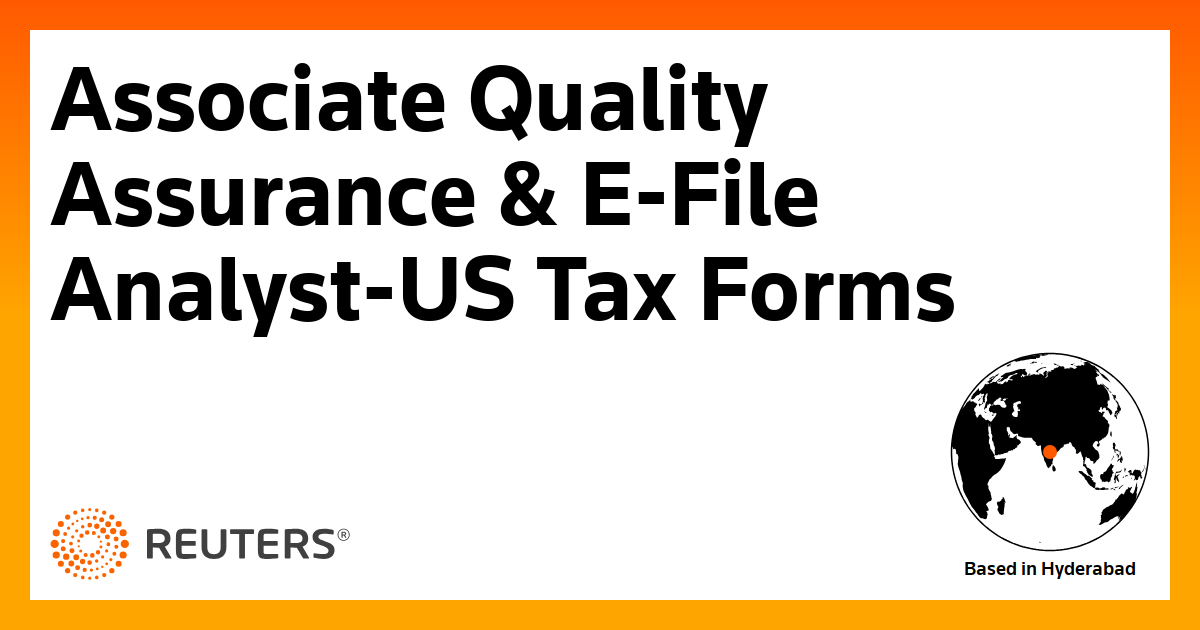 Associate Quality
Assurance & E-File
Analyst-US Tax Forms
REUTERS®
Based in Hyderabad